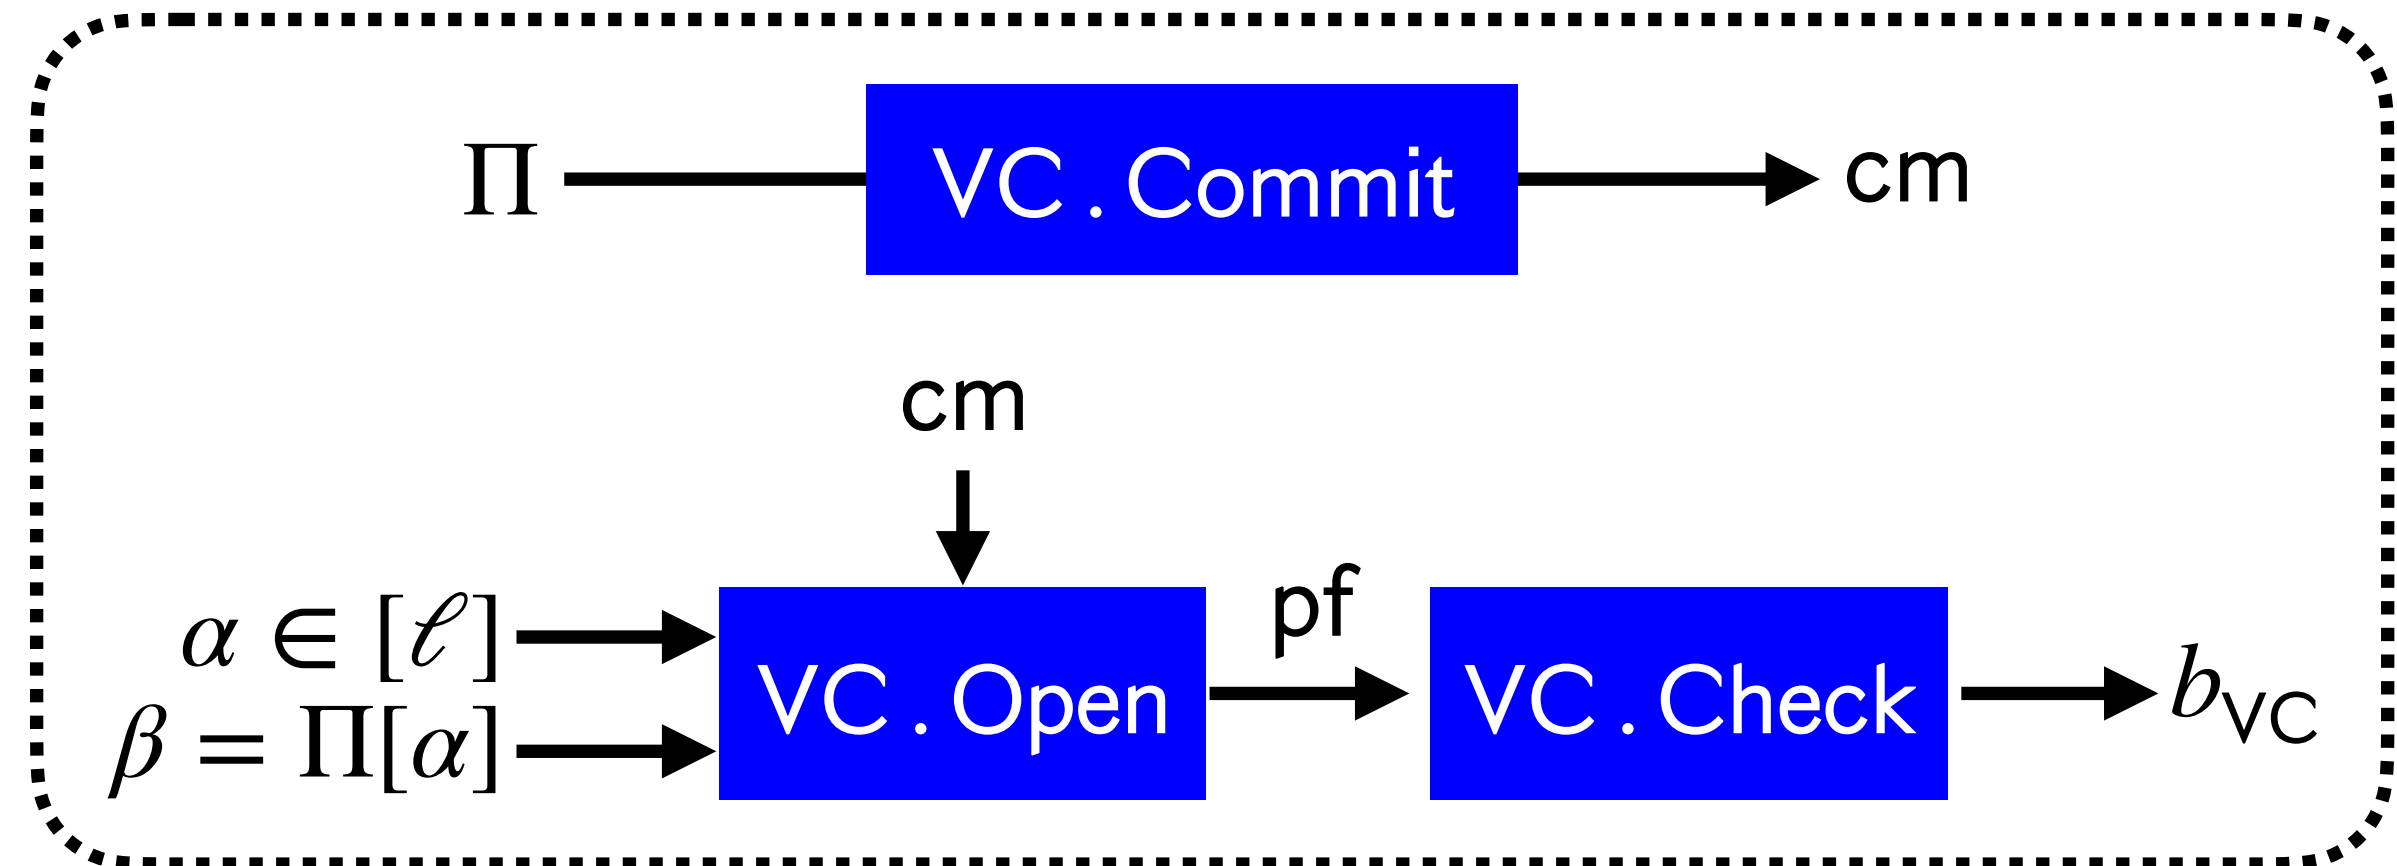 Π VC.Commit cm
cm
α ∈ [ℓ]
β = Π[α]
VC.Open
pf
VC.Check
b_VC